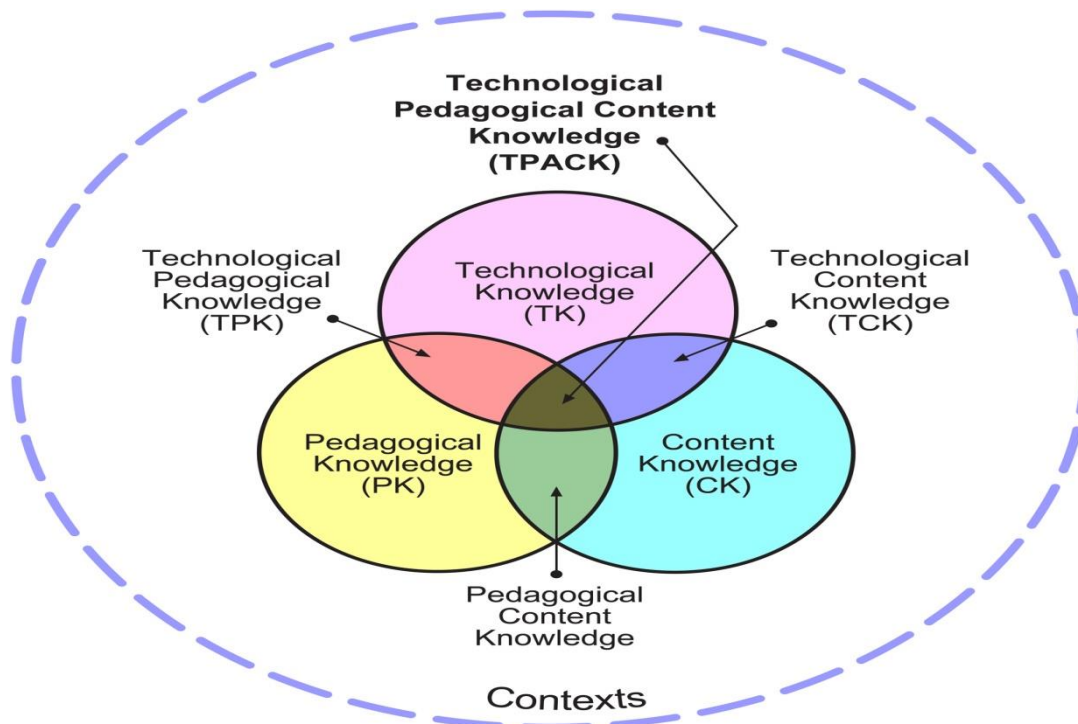 Technological
Pedagogical Content
Knowledge
(TPACK)
Technological
Pedagogical
Knowledge
(TPK)
Technological
Knowledge
(TK)
Technological
Content
Knowledge
(TCK)
Pedagogical
Knowledge
(PK)
Content
Knowledge
(CK)
Pedagogical
Content
Knowledge
Contexts